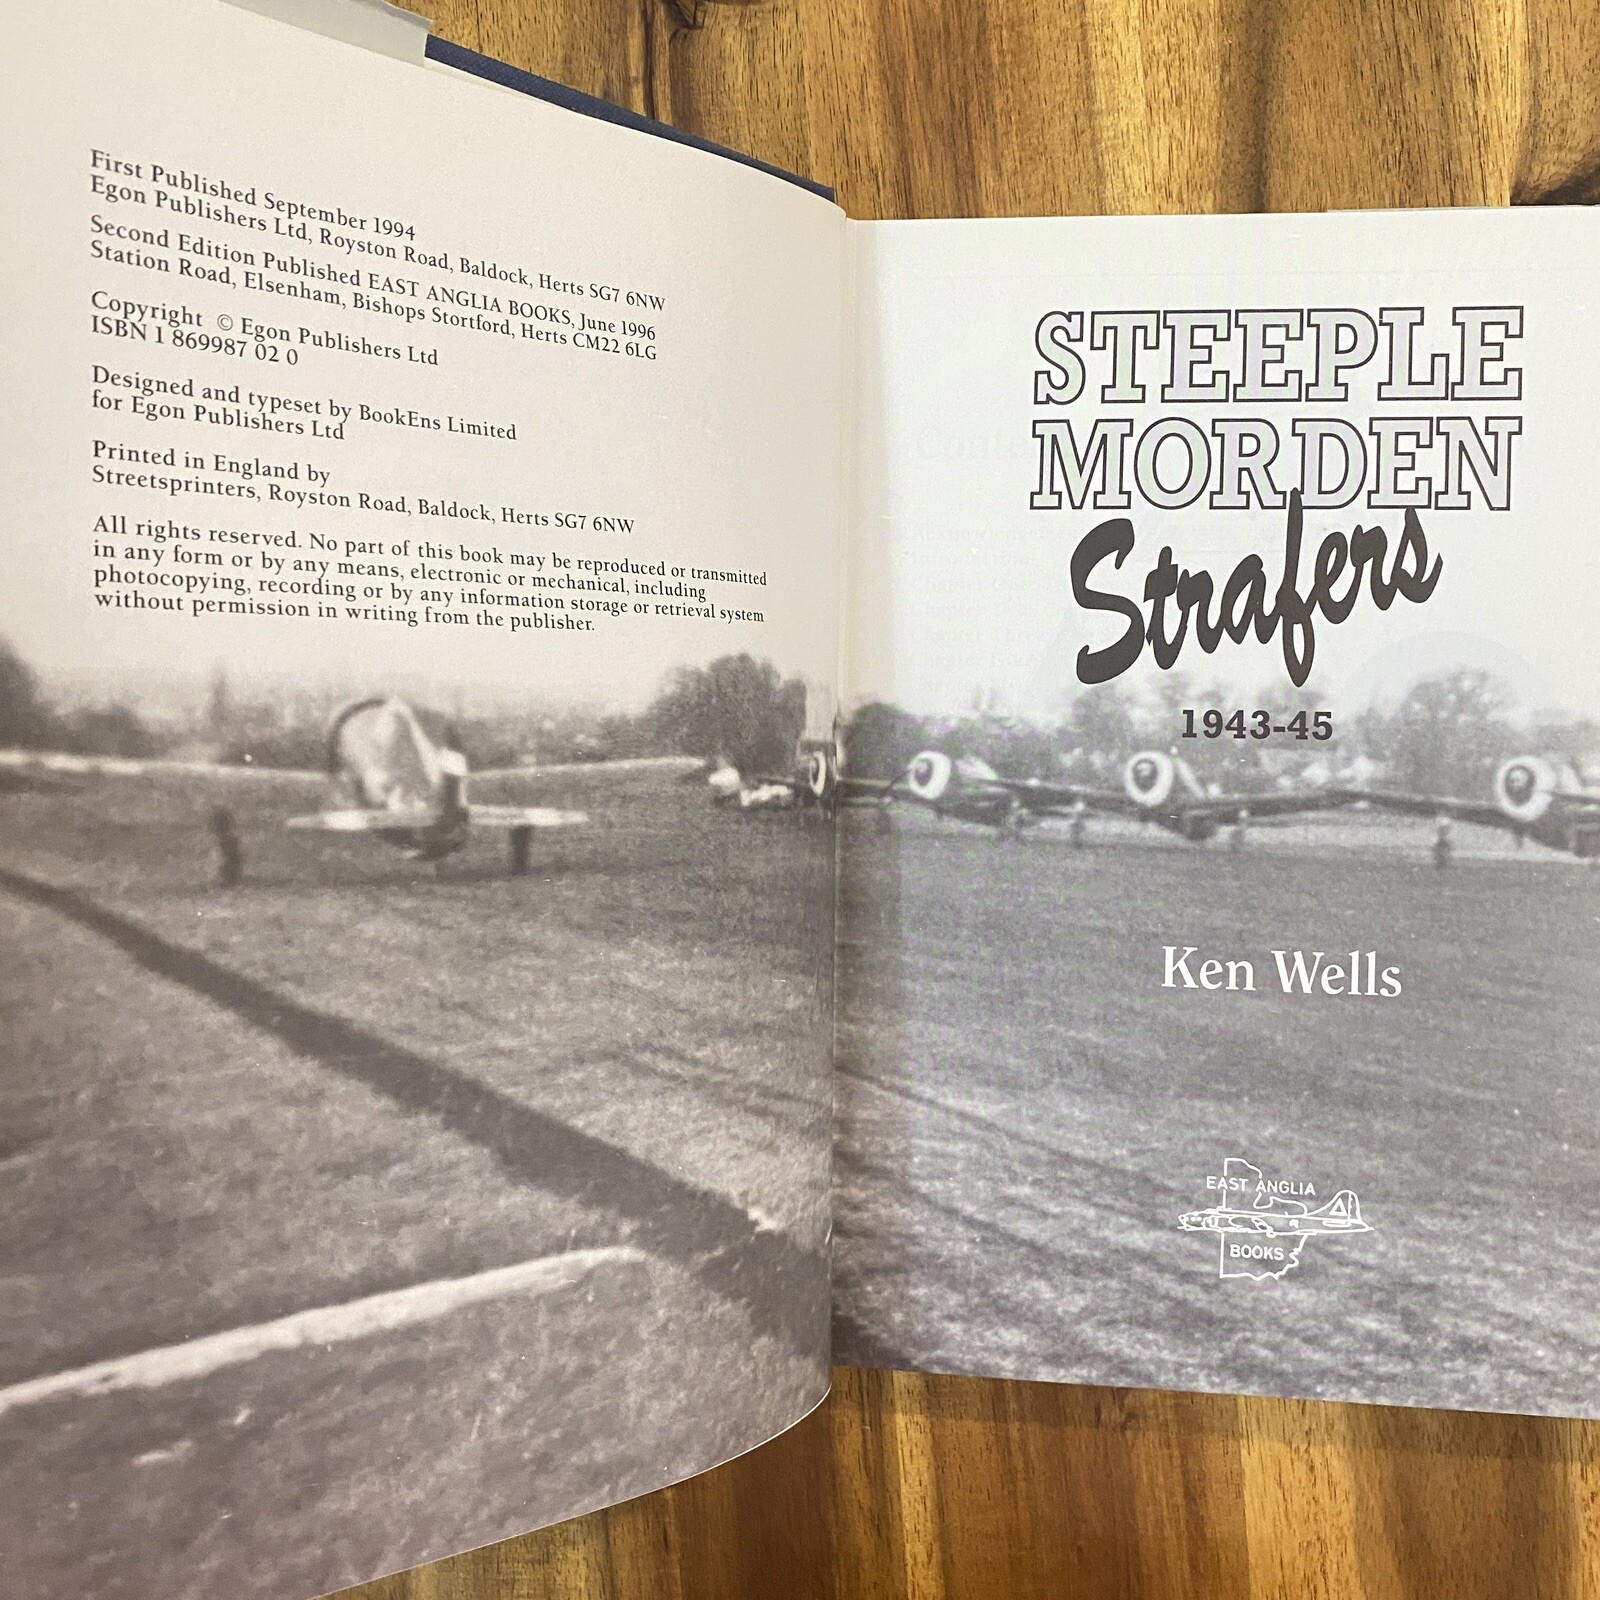 First Published September 1994
Egon Publishers Ltd, Royston Road, Baldock, Herts SG7 6NW
Second Edition Published EAST ANGLIA BOOKS, June 1996
Station Road, Elsenham, Bishops Stortford, Herts CM22 6LG
Copyright © Egon Publishers Ltd
ISBN 1 869987 02 0
Designed and typeset by BookEns Limited
for Egon Publishers Ltd
Printed in England by
Streetsprinters, Royston Road, Baldock, Herts SG7 6NW
All rights reserved. No part of this book may be reproduced or transmitted
in any form or by any means, electronic or mechanical, including
photocopying, recording or by any information storage or retrieval system
without permission in writing from the publisher.
STEEPLE
MORDEN
Strafers
1943-45
Ken Wells
EAST ANGLIA
BOOKS